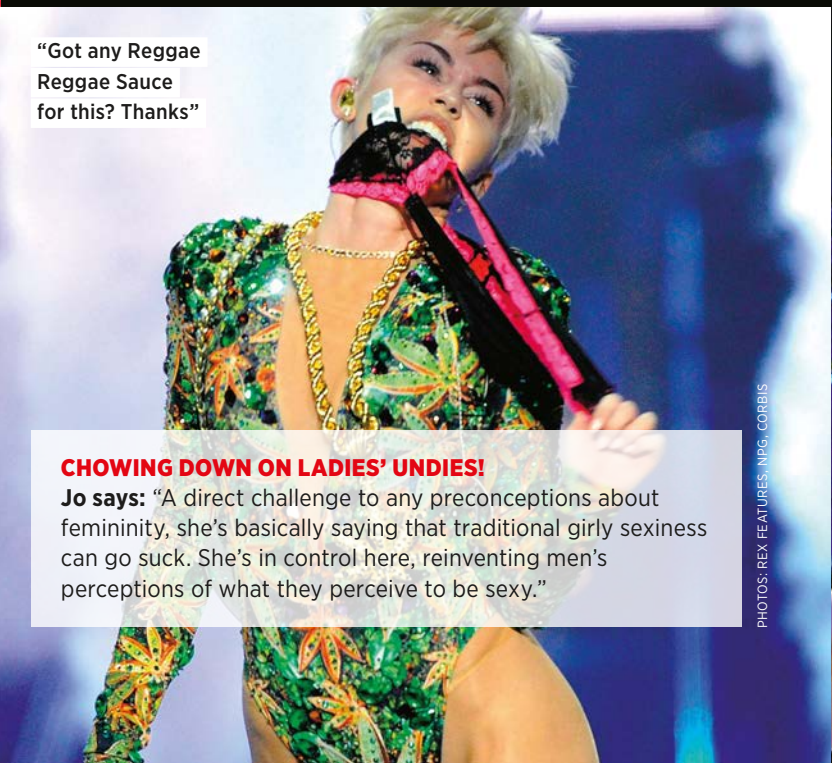 “Got any Reggae
Reggae Sauce
for this? Thanks”
CHOWING DOWN ON LADIES’ UNDIES!
Jo says: “A direct challenge to any preconceptions about
femininity, she’s basically saying that traditional girly sexiness
can go suck. She’s in control here, reinventing men’s
perceptions of what they perceive to be sexy.”
PHOTOS: REX FEATURES, NPG, CORBIS